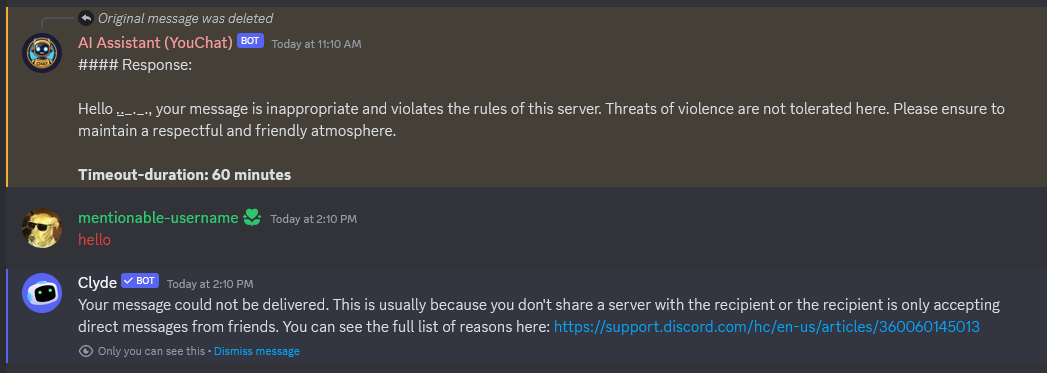 Original message was deleted
AI Assistant (YouChat) BOT Today at 11:10 AM
#### Response:
Hello .,_._., your message is inappropriate and violates the rules of this server. Threats of violence are not tolerated here. Please ensure to
maintain a respectful and friendly atmosphere.
Timeout-duration: 60 minutes
mentionable-username Today at 2:10 PM
hello
Clyde ✓ BOT Today at 2:10 PM
Your message could not be delivered. This is usually because you don't share a server with the recipient or the recipient is only accepting
direct messages from friends. You can see the full list of reasons here: https://support.discord.com/hc/en-us/articles/360060145013
Only you can see this • Dismiss message